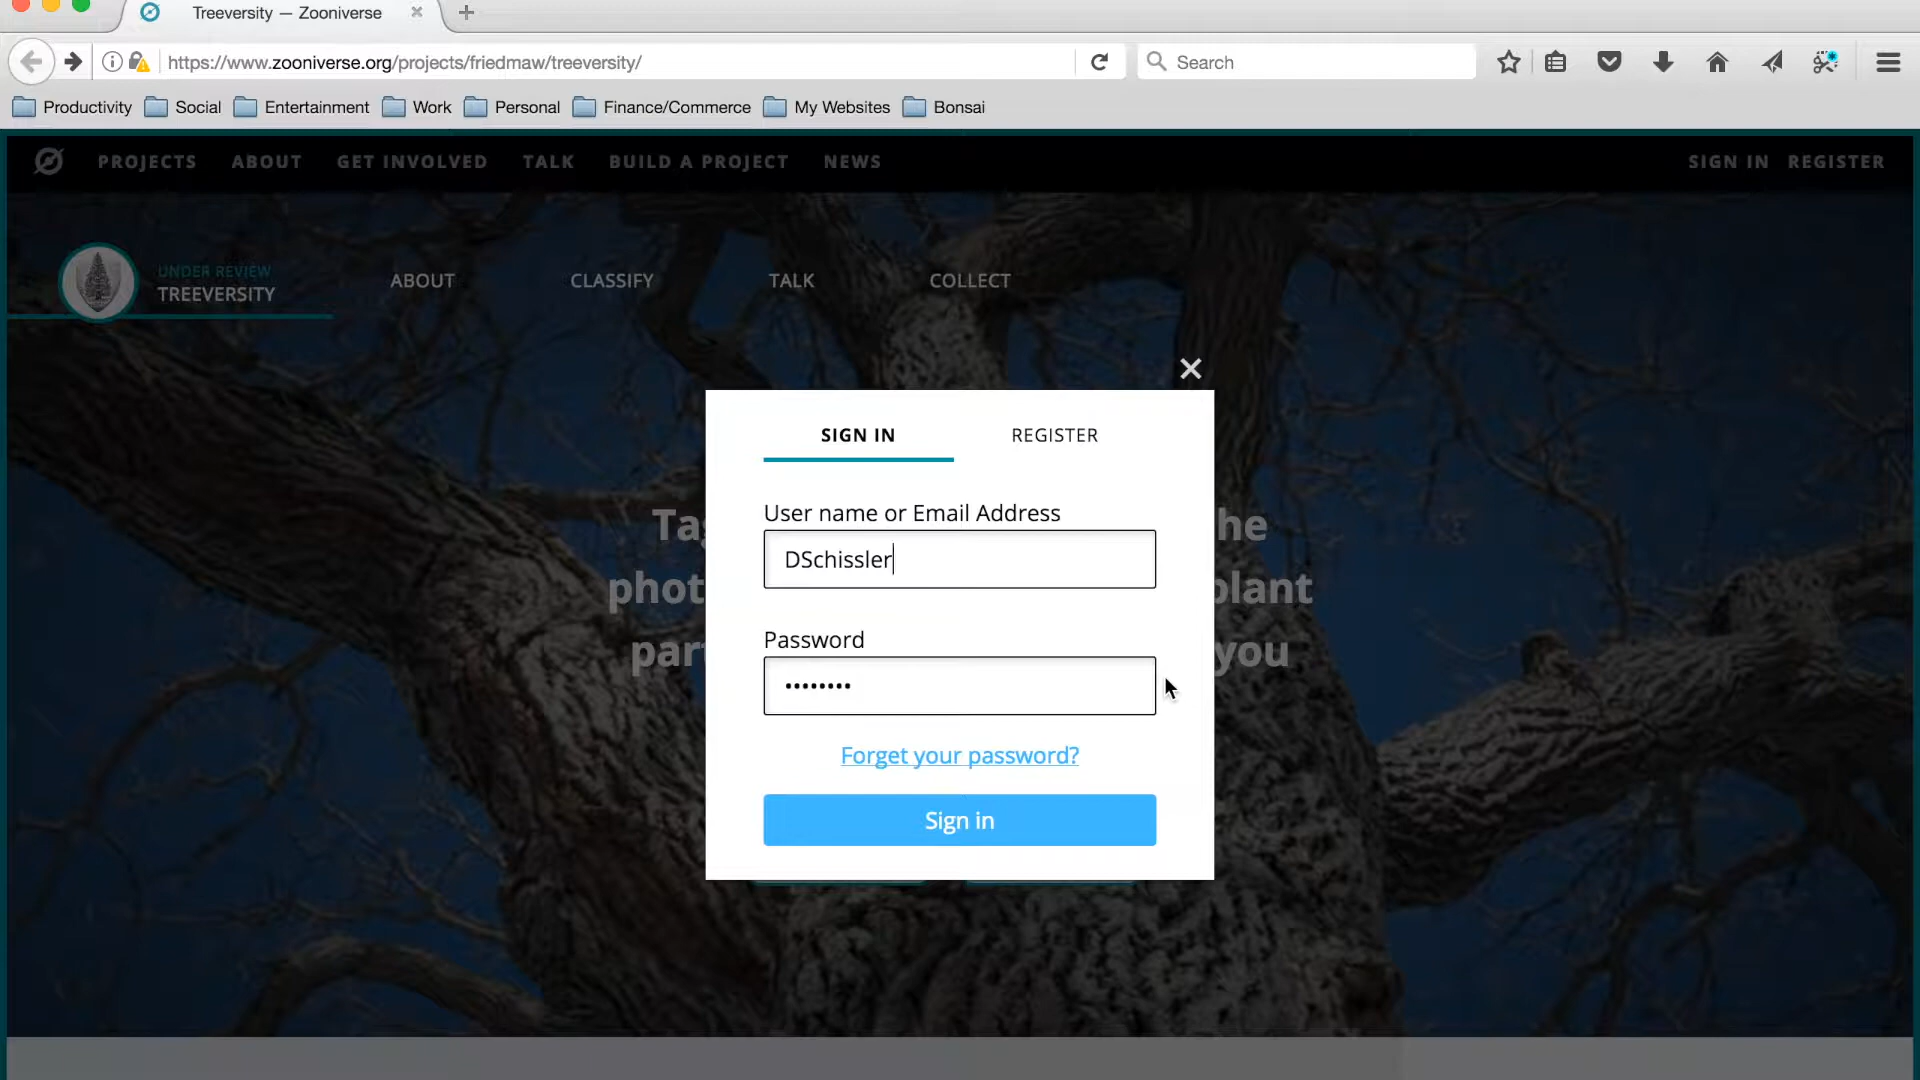 Treeversity — Zooniverse
https://www.zooniverse.org/projects/friedmaw/treeversity/
Search
Productivity Social Entertainment Work Personal Finance/Commerce My Websites Bonsai
PROJECTS ABOUT GET INVOLVED TALK BUILD A PROJECT NEWS SIGN IN REGISTER
UNDER REVIEW
TREEVERSITY
ABOUT CLASSIFY TALK COLLECT
SIGN IN REGISTER
User name or Email Address
DSchissler
Password
••••••••
Forget your password?
Sign in
you